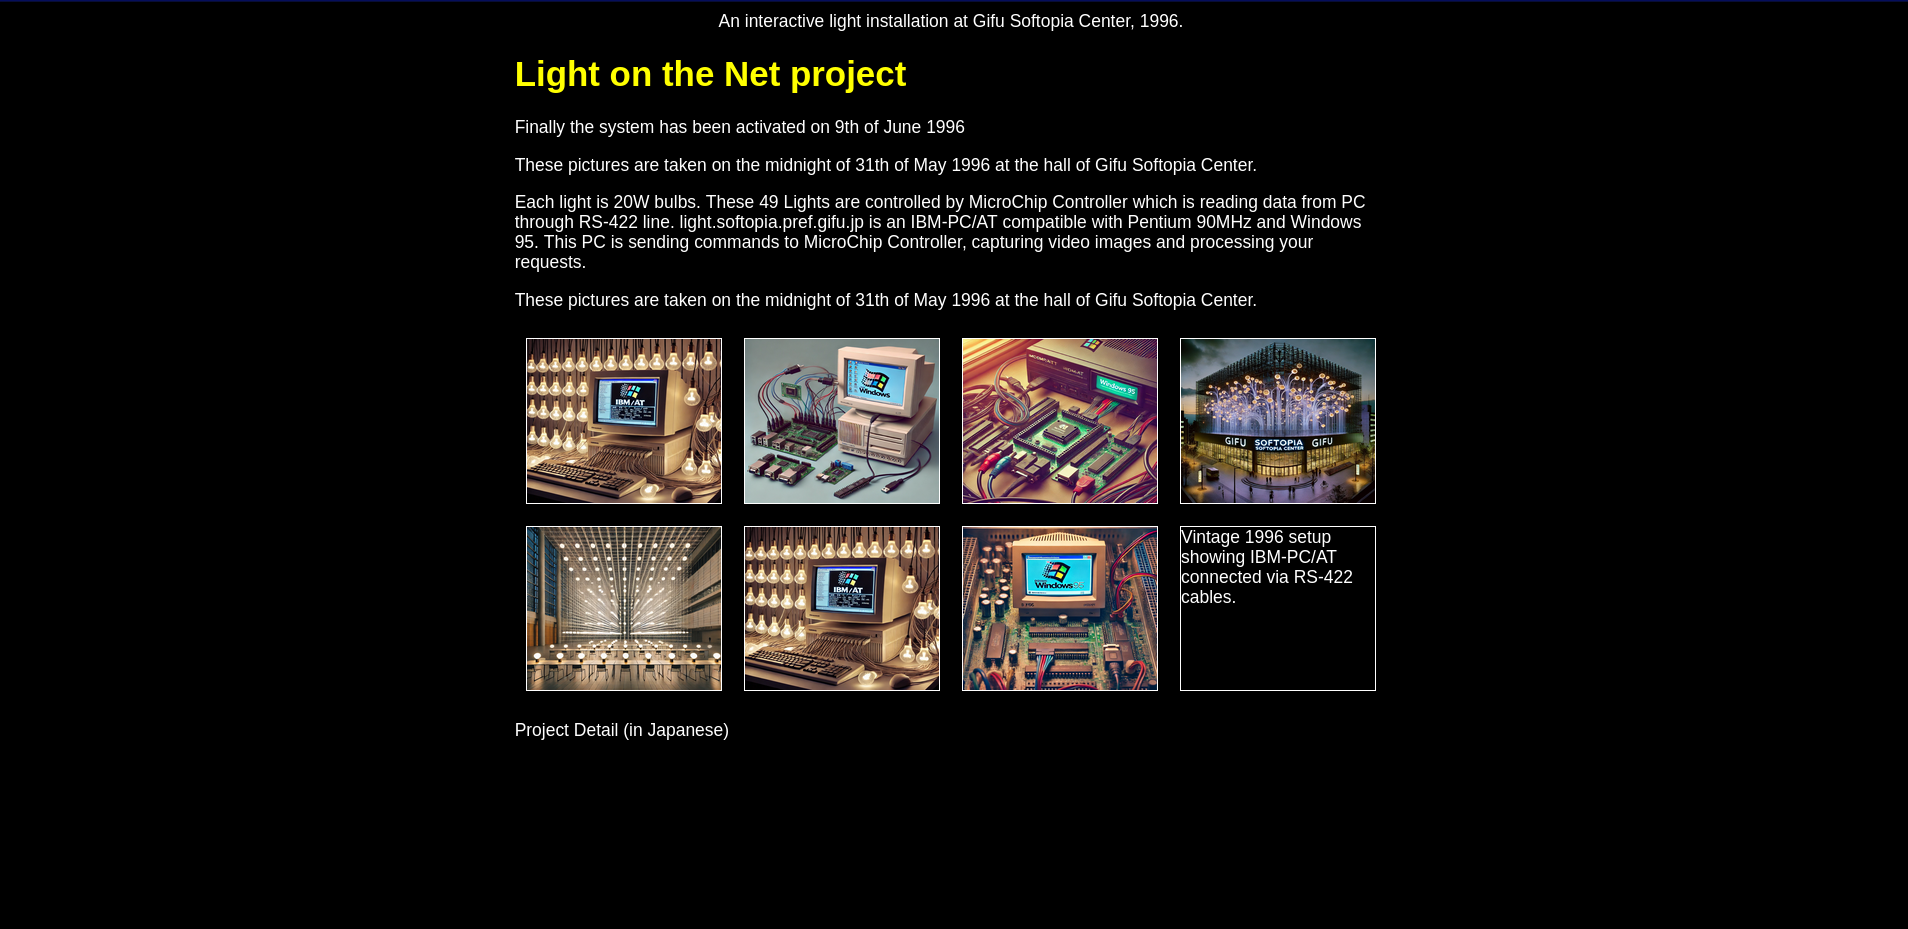 An interactive light installation at Gifu Softopia Center, 1996.
Light on the Net project
Finally the system has been activated on 9th of June 1996
These pictures are taken on the midnight of 31th of May 1996 at the hall of Gifu Softopia Center.
Each light is 20W bulbs. These 49 Lights are controlled by MicroChip Controller which is reading data from PC
through RS-422 line. light.softopia.pref.gifu.jp is an IBM-PC/AT compatible with Pentium 90MHz and Windows
95. This PC is sending commands to MicroChip Controller, capturing video images and processing your
requests.
These pictures are taken on the midnight of 31th of May 1996 at the hall of Gifu Softopia Center.
IBM/AT
Windows
Windows 95
GIFU SOFTOPIA GIFU
SOFTOPIA CENTER
IBM/AT
Windows95
Vintage 1996 setup
showing IBM-PC/AT
connected via RS-422
cables.
Project Detail (in Japanese)